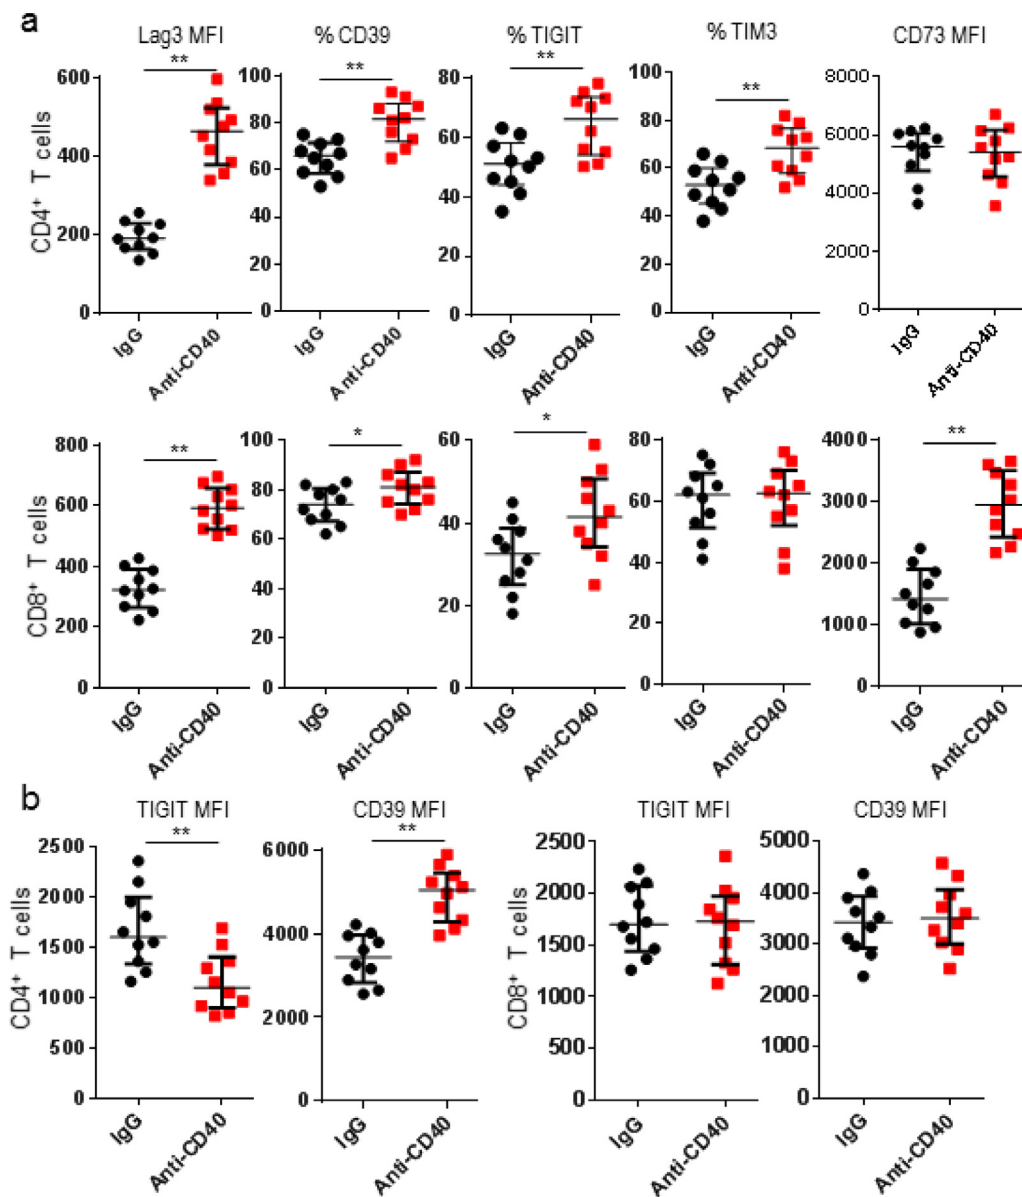 a
Lag3 MFI % CD39 % TIGIT % TIM3 CD73 MFI
** ** ** **
CD4⁺ T cells
600 400 200 0
100 80 60 40 20 0
80 60 40 20 0
100 80 60 40 20 0
8000 6000 4000 2000 0
IgG Anti-CD40 IgG Anti-CD40 IgG Anti-CD40 IgG Anti-CD40 IgG Anti-CD40
** * * **
CD8⁺ T cells
800 600 400 200 0
100 80 60 40 20 0
60 40 20 0
80 60 40 20 0
4000 3000 2000 1000 0
IgG Anti-CD40 IgG Anti-CD40 IgG Anti-CD40 IgG Anti-CD40 IgG Anti-CD40
b
TIGIT MFI CD39 MFI TIGIT MFI CD39 MFI
** **
CD4⁺ T cells
2500 2000 1500 1000 500 0
6000 4000 2000 0
CD8⁺ T cells
2500 2000 1500 1000 500 0
5000 4000 3000 2000 1000 0
IgG Anti-CD40 IgG Anti-CD40 IgG Anti-CD40 IgG Anti-CD40